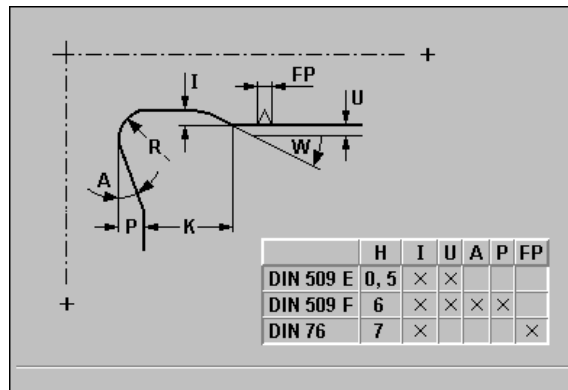 I
FP
U
R
W
A
P
K
H I U A P FP
DIN 509 E 0, 5 × ×
DIN 509 F 6 × × × ×
DIN 76 7 × ×